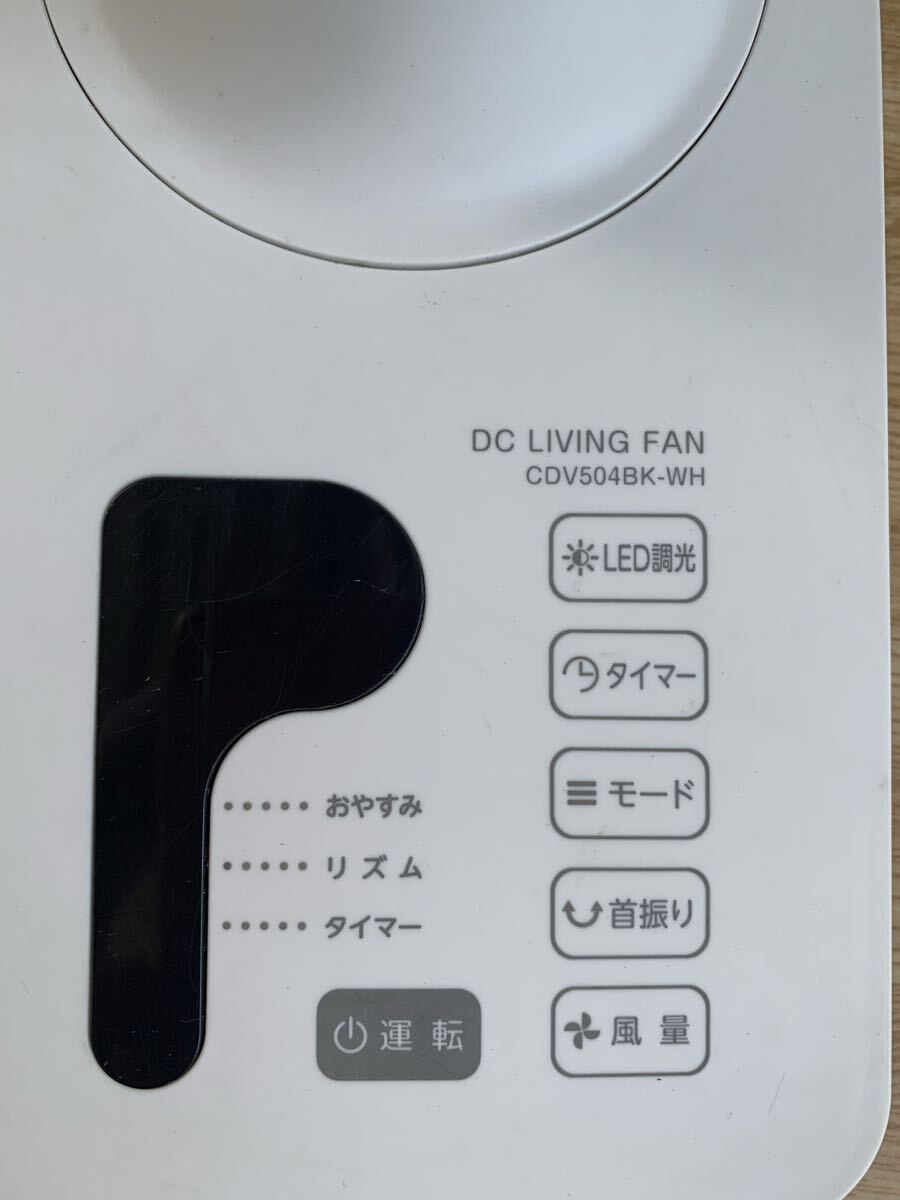 DC LIVING FAN
CDV504BK-WH
LED調光
タイマー
モード
首振り
風量
おやすみ
リズム
タイマー
運転